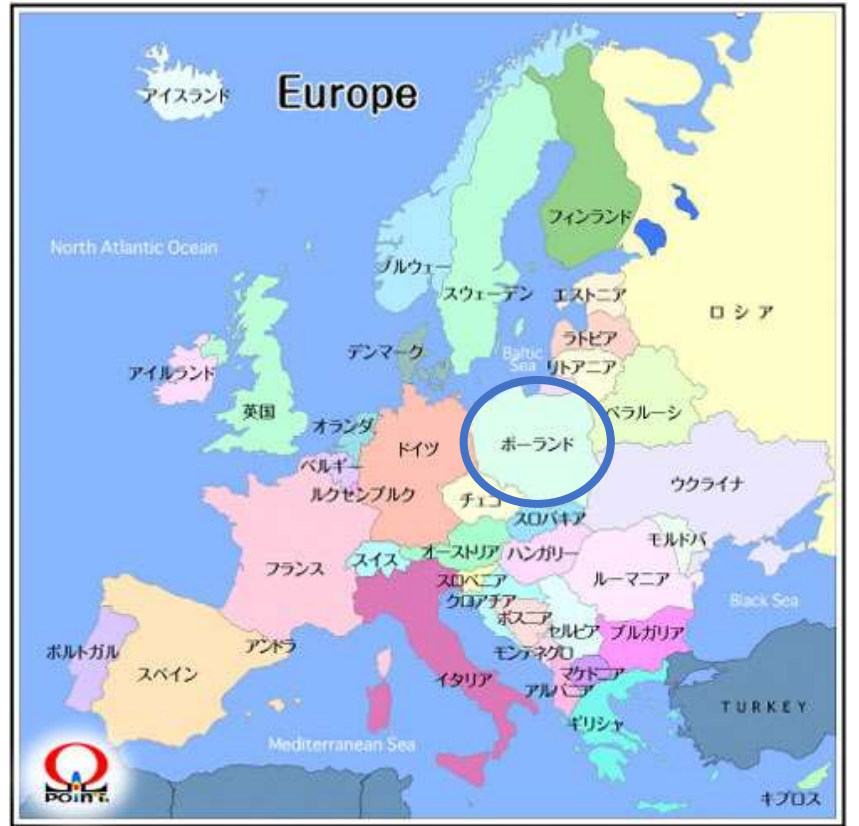 Europe
アイスランド
フィンランド
North Atlantic Ocean
ノルウェー
スウェーデン
エストニア
ロシア
ラトビア
Baltic
Sea
リトアニア
デンマーク
アイルランド
英国
オランダ
ベラルーシ
ドイツ
ポーランド
ベルギー
ルクセンブルク
チェコ
ウクライナ
スロバキア
モルドバ
フランス
スイス
オーストリア
ハンガリー
ルーマニア
スロベニア
クロアチア
Black Sea
ボスニア
セルビア
ブルガリア
ポルトガル
アンドラ
スペイン
モンテネグロ
マケドニア
イタリア
アルバニア
TURKEY
ギリシャ
Mediterranean Sea
POINT.
キプロス